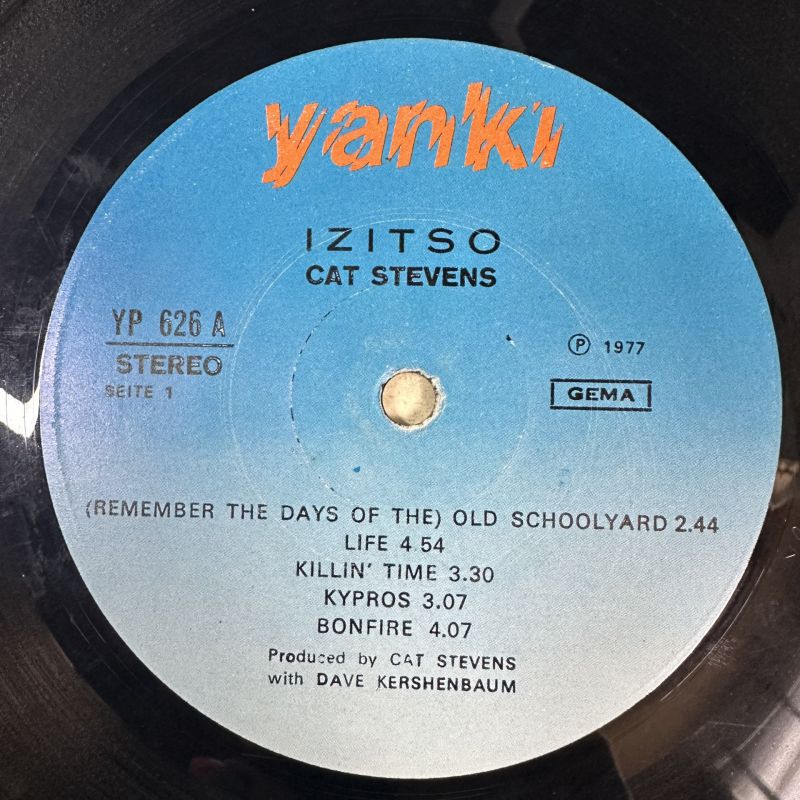 yanki
IZITSO
CAT STEVENS
YP 626 A
STEREO
SEITE 1
℗ 1977
GEMA
(REMEMBER THE DAYS OF THE) OLD SCHOOLYARD 2.44
LIFE 4.54
KILLIN' TIME 3.30
KYPROS 3.07
BONFIRE 4.07
Produced by CAT STEVENS
with DAVE KERSHENBAUM